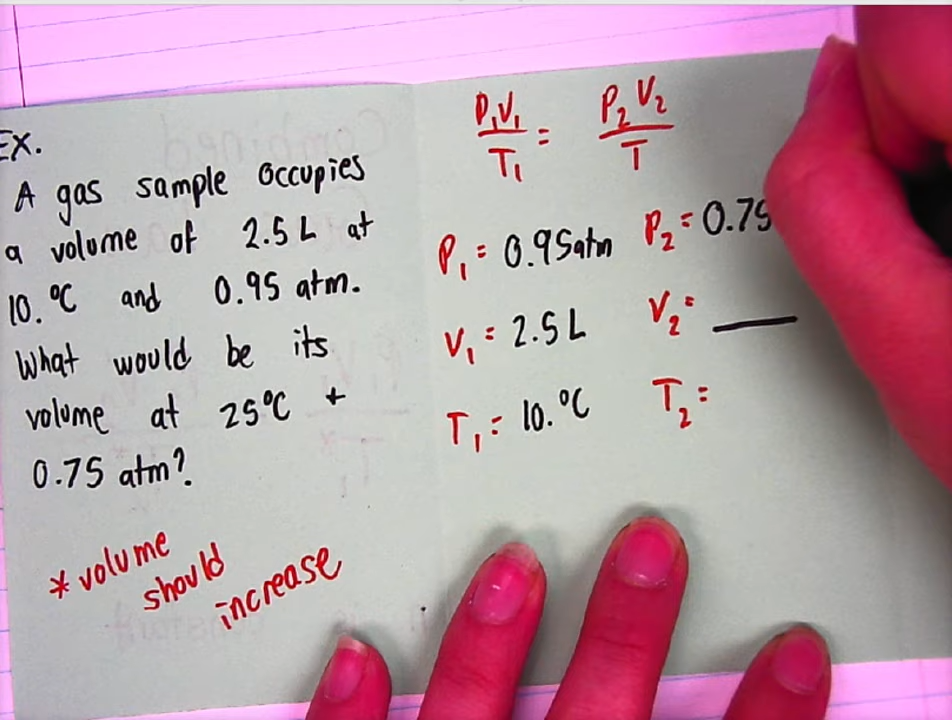 EX.
A gas sample occupies
a volume of 2.5 L at
10. °C and 0.95 atm.
What would be its
volume at 25°C +
0.75 atm?
* volume
should
increase
P₁V₁/T₁ = P₂V₂/T
P₁ = 0.95atm P₂ = 0.75
V₁ = 2.5 L V₂ = ___
T₁ = 10. °C T₂ =